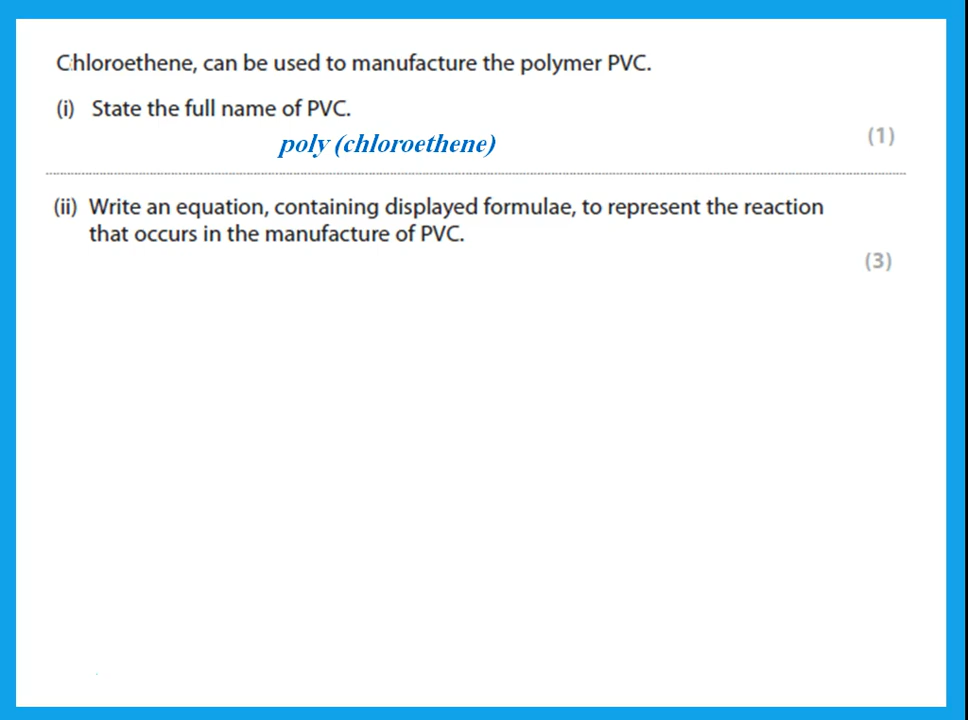 Chloroethene, can be used to manufacture the polymer PVC.
(i) State the full name of PVC.
poly (chloroethene)
(1)
(ii) Write an equation, containing displayed formulae, to represent the reaction
that occurs in the manufacture of PVC.
(3)